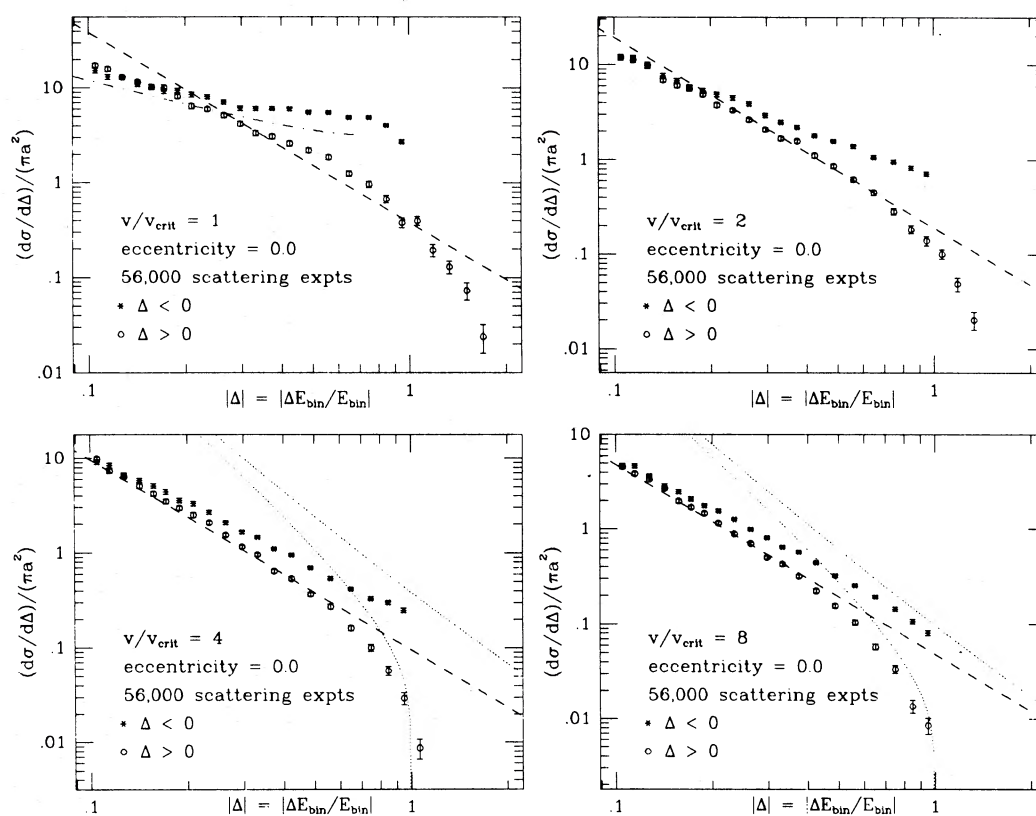 (dσ/dΔ)/(πa²)
10
1
0.1
.01
v/v_crit = 1
eccentricity = 0.0
56,000 scattering expts
* Δ < 0
o Δ > 0
.1
1
|Δ| = |ΔE_bin/E_bin|
(dσ/dΔ)/(πa²)
10
1
0.1
.01
v/v_crit = 2
eccentricity = 0.0
56,000 scattering expts
* Δ < 0
o Δ > 0
.1
1
|Δ| = |ΔE_bin/E_bin|
(dσ/dΔ)/(πa²)
10
1
0.1
.01
v/v_crit = 4
eccentricity = 0.0
56,000 scattering expts
* Δ < 0
o Δ > 0
.1
1
|Δ| = |ΔE_bin/E_bin|
(dσ/dΔ)/(πa²)
10
1
0.1
.01
v/v_crit = 8
eccentricity = 0.0
56,000 scattering expts
* Δ < 0
o Δ > 0
.1
1
|Δ| = |ΔE_bin/E_bin|